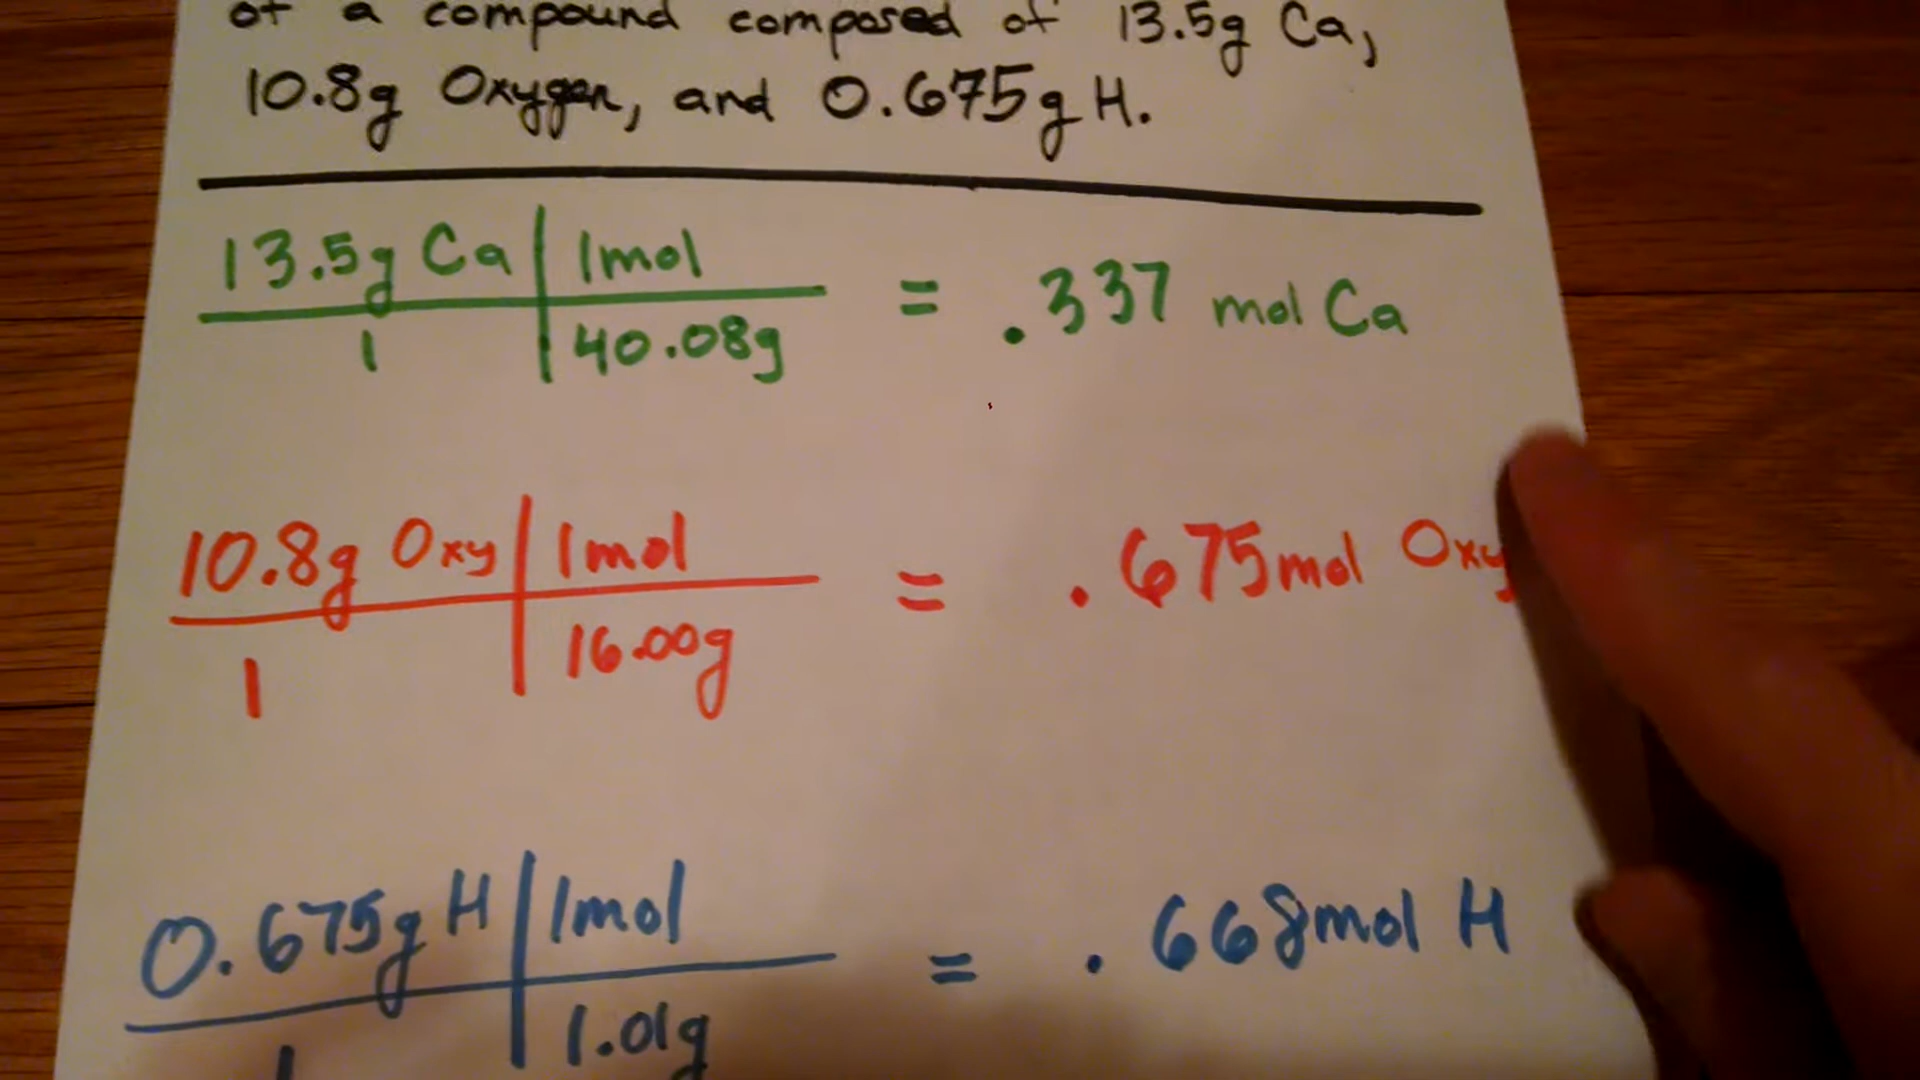 of a compound composed of 13.5g Ca,
10.8g Oxygen, and 0.675g H.
13.5g Ca 1mol
1 40.08g
= .337 mol Ca
10.8g Oxy 1mol
1 16.00g
= .675mol Oxy
0.675g H 1mol
1 1.01g
= .668mol H